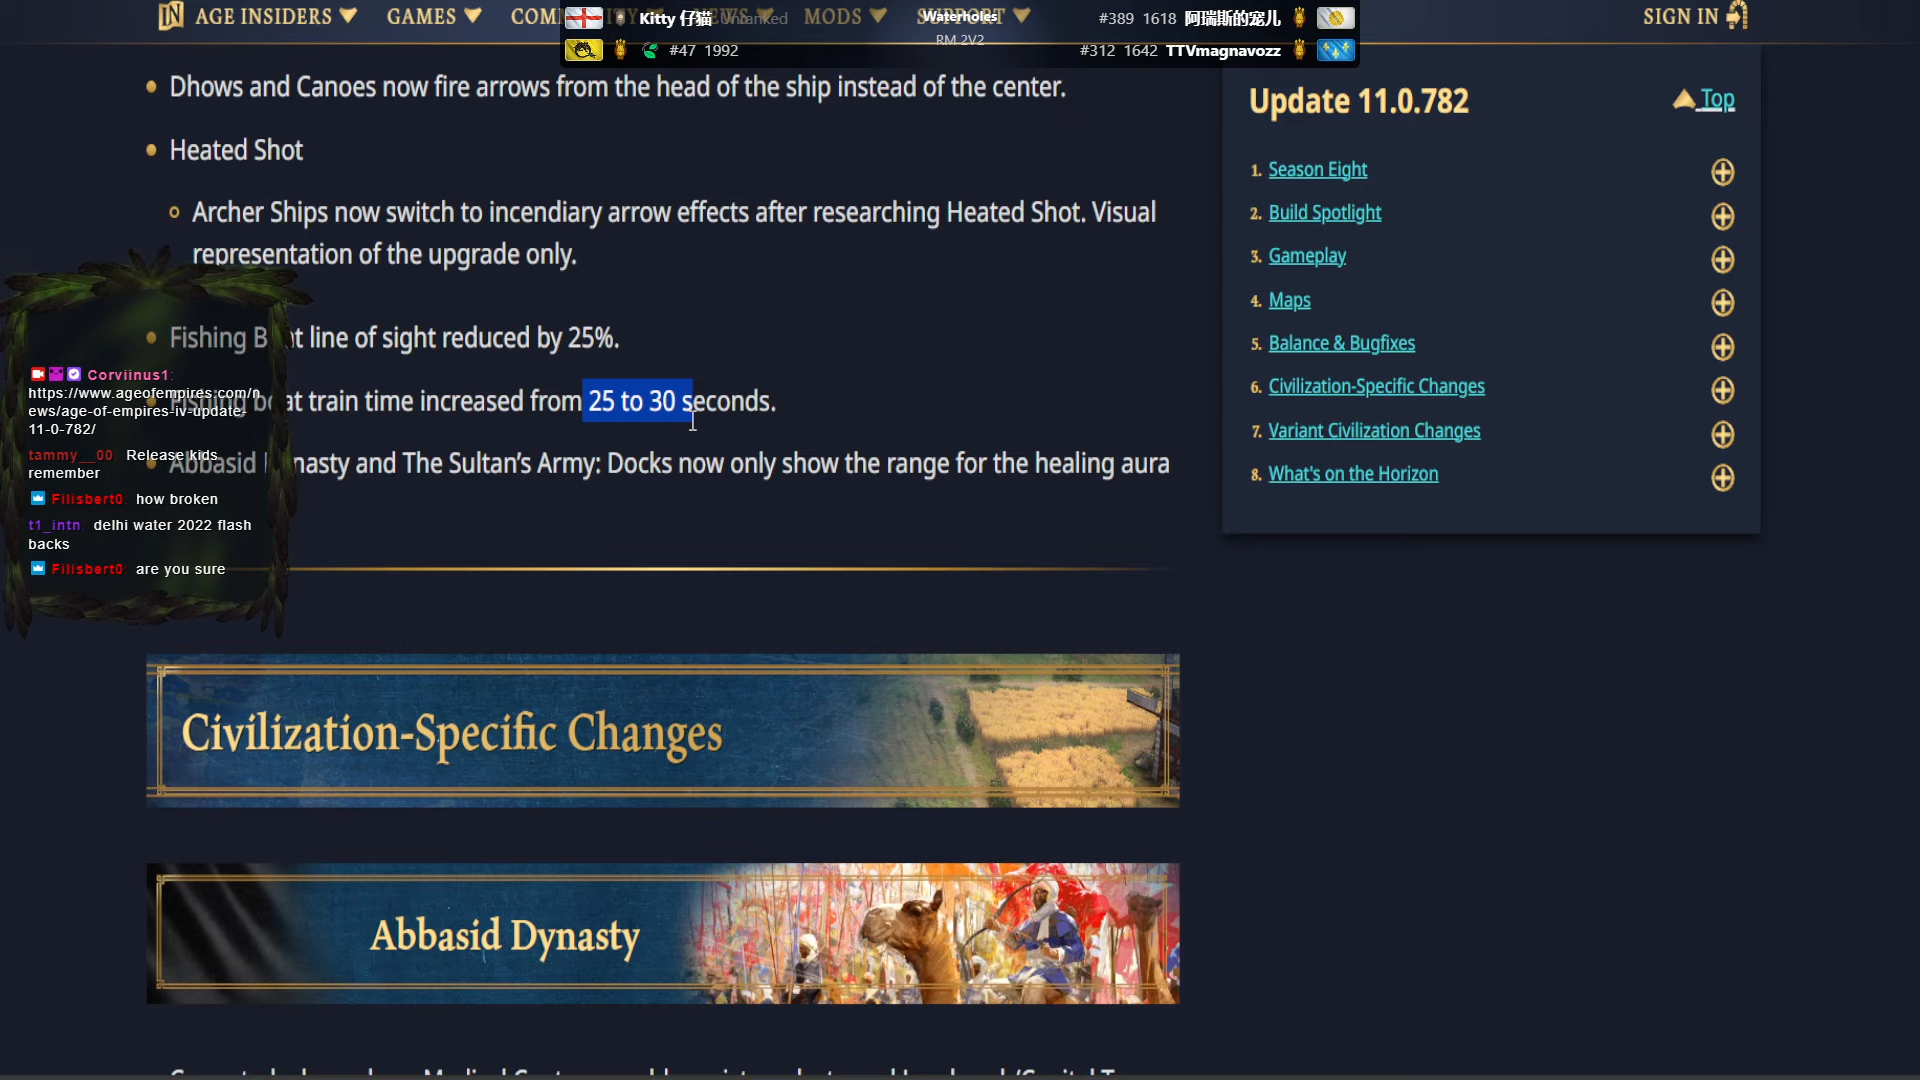 AGE INSIDERS GAMES MODS SIGN IN
Kitty 仔猫 Unranked
#47 1992
Waterholes
RM 2V2
#389 1618 阿瑞斯的宠儿
#312 1642 TTVmagnavozz
Dhows and Canoes now fire arrows from the head of the ship instead of the center.
Heated Shot
Archer Ships now switch to incendiary arrow effects after researching Heated Shot. Visual
representation of the upgrade only.
Fishing Boat line of sight reduced by 25%.
Fishing boat train time increased from 25 to 30 seconds.
Abbasid Dynasty and The Sultan's Army: Docks now only show the range for the healing aura
Corviinus1:
https://www.ageofempires.com/n
ews/age-of-empires-iv-update-
11-0-782/
tammy__00: Release kids
remember
Filisbert0: how broken
t1_intn: delhi water 2022 flash
backs
Filisbert0: are you sure
Civilization-Specific Changes
Abbasid Dynasty
Update 11.0.782
Top
1. Season Eight
2. Build Spotlight
3. Gameplay
4. Maps
5. Balance & Bugfixes
6. Civilization-Specific Changes
7. Variant Civilization Changes
8. What's on the Horizon